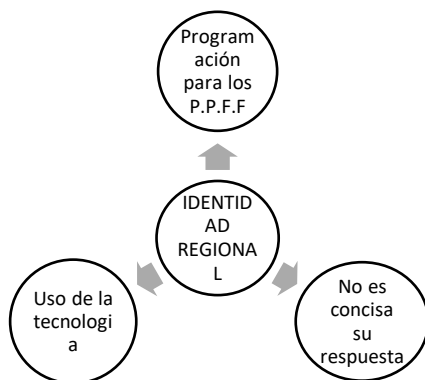 Program
ación
para los
P.P.F.F
IDENTID
AD
REGIONA
L
Uso de la
tecnologi
a
No es
concisa
su
respuesta